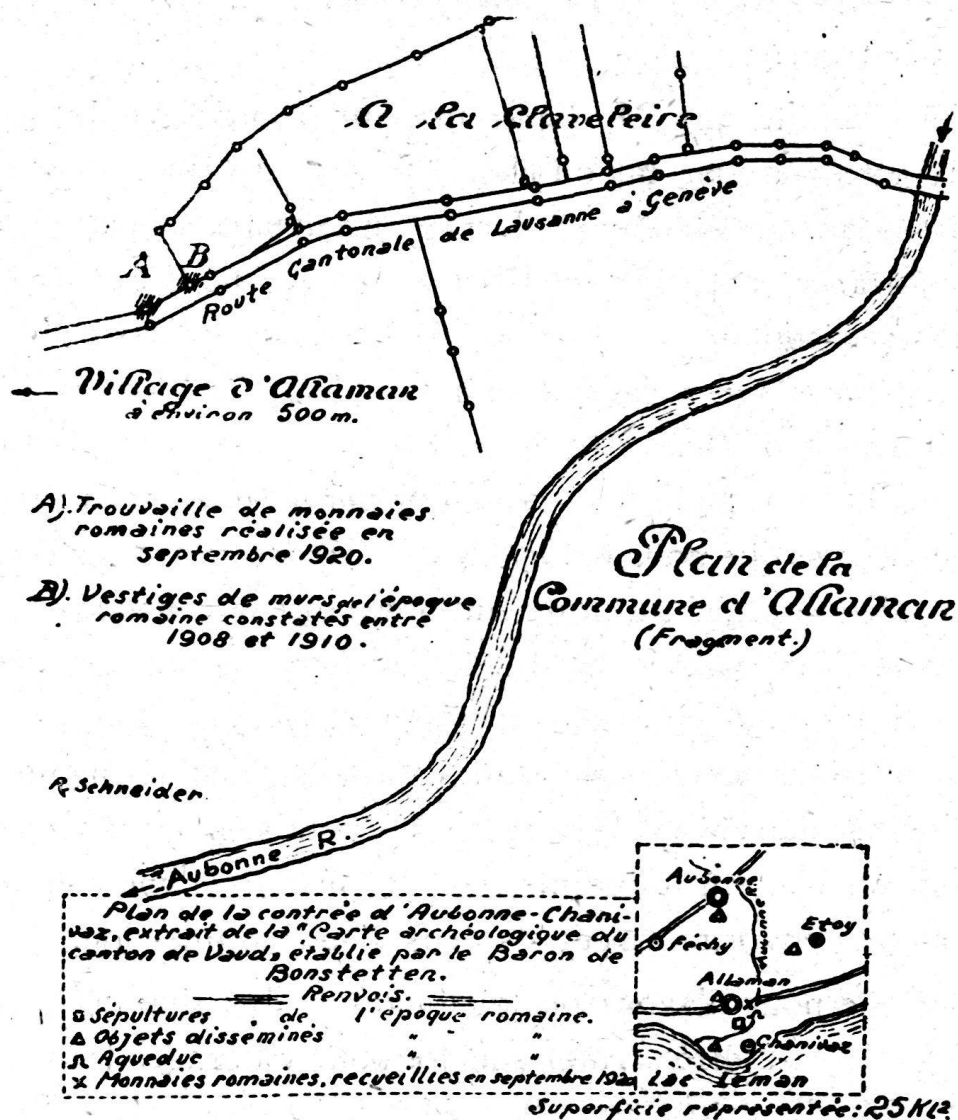 A La Claveleire
A
B
Route Cantonale de Lausanne à Genève
Village d'Allaman
à environ 500 m.
A). Trouvaille de monnaies
romaines réalisée en
septembre 1920.
B). Vestiges de murs de l'époque
romaine constatés entre
1908 et 1910.
Plan de la
Commune d'Allaman
(Fragment.)
R. Schneider
Aubonne R.
Plan de la contrée d'Aubonne-Chani-
vaz, extrait de la "Carte archéologique du
canton de Vaud", établie par le Baron de
Bonstetten.
Renvois.
Sépultures de l'époque romaine.
Objets disséminés " " "
Aqueduc " "
x Monnaies romaines, recueillies en septembre 1920
Aubonne
Aubonne R.
Etoy
Féchy
Allaman
Chanivaz
Lac Léman
Superficie représentée: 25 K12